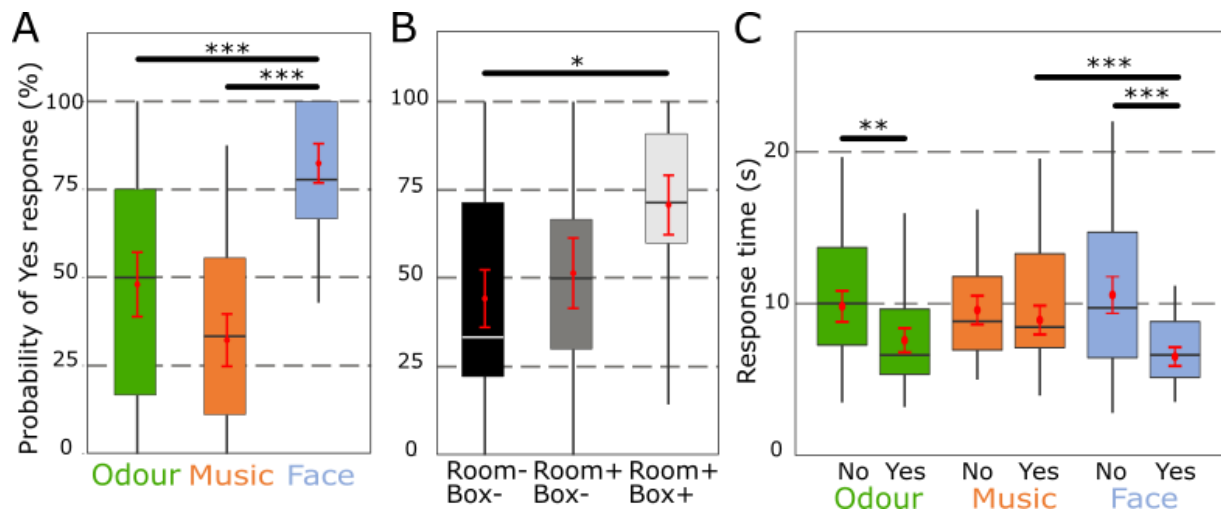 A
Probability of Yes response (%)
100
75
50
25
0
***
***
Odour Music Face
B
100
75
50
25
0
*
Room- Room+ Room+
Box- Box- Box+
C
Response time (s)
20
10
0
**
***
***
No Yes No Yes No Yes
Odour Music Face